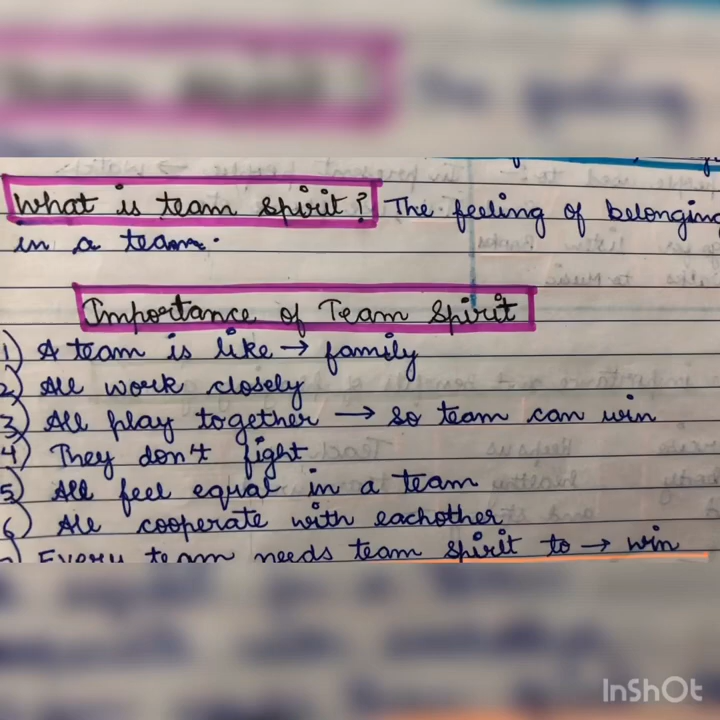 What is team spirit? The feeling of belonging
in a team.
Importance of Team Spirit
1) A team is like → family
2) All work closely
3) All play together → so team can win
4) They don't fight
5) All feel equal in a team
6) All cooperate with eachother
Every team needs team spirit to → win
InShOt